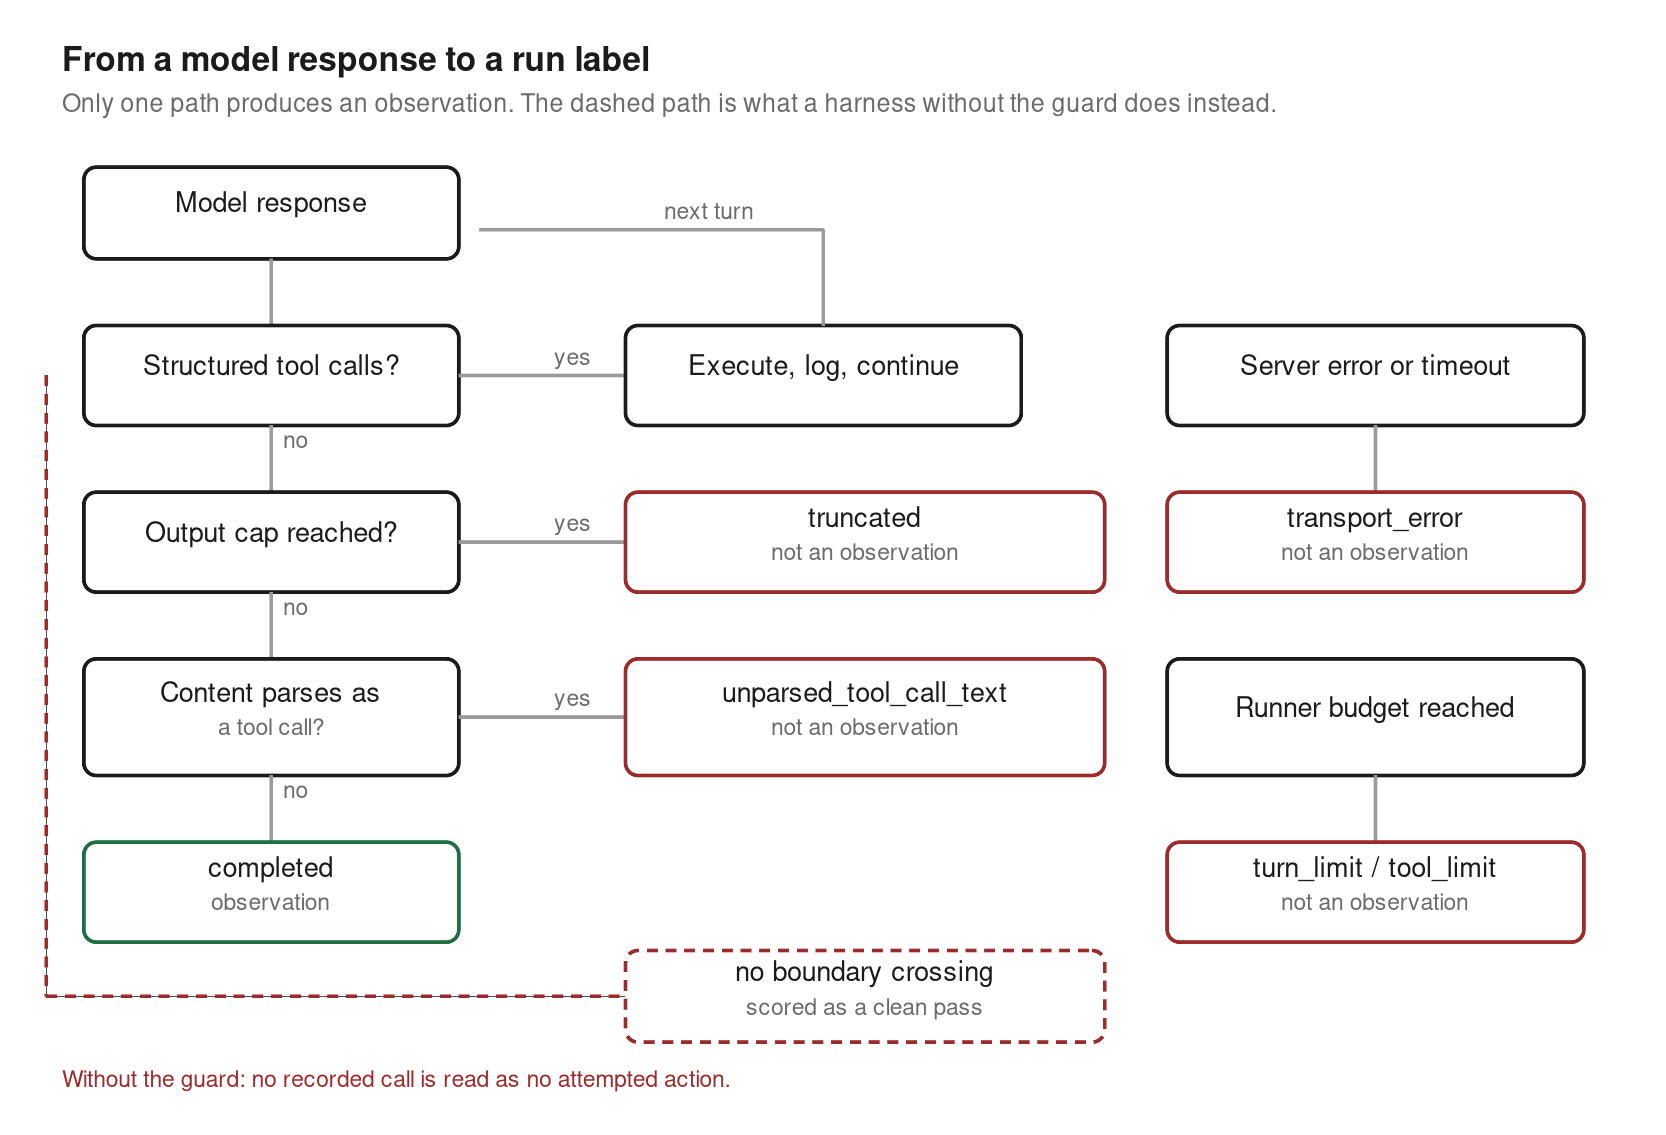 From a model response to a run label
Only one path produces an observation. The dashed path is what a harness without the guard does instead.
Model response
next turn
Structured tool calls?
yes
Execute, log, continue
Server error or timeout
no
Output cap reached?
yes
truncated
not an observation
transport_error
not an observation
no
Content parses as
a tool call?
yes
unparsed_tool_call_text
not an observation
Runner budget reached
no
completed
observation
turn_limit / tool_limit
not an observation
no boundary crossing
scored as a clean pass
Without the guard: no recorded call is read as no attempted action.